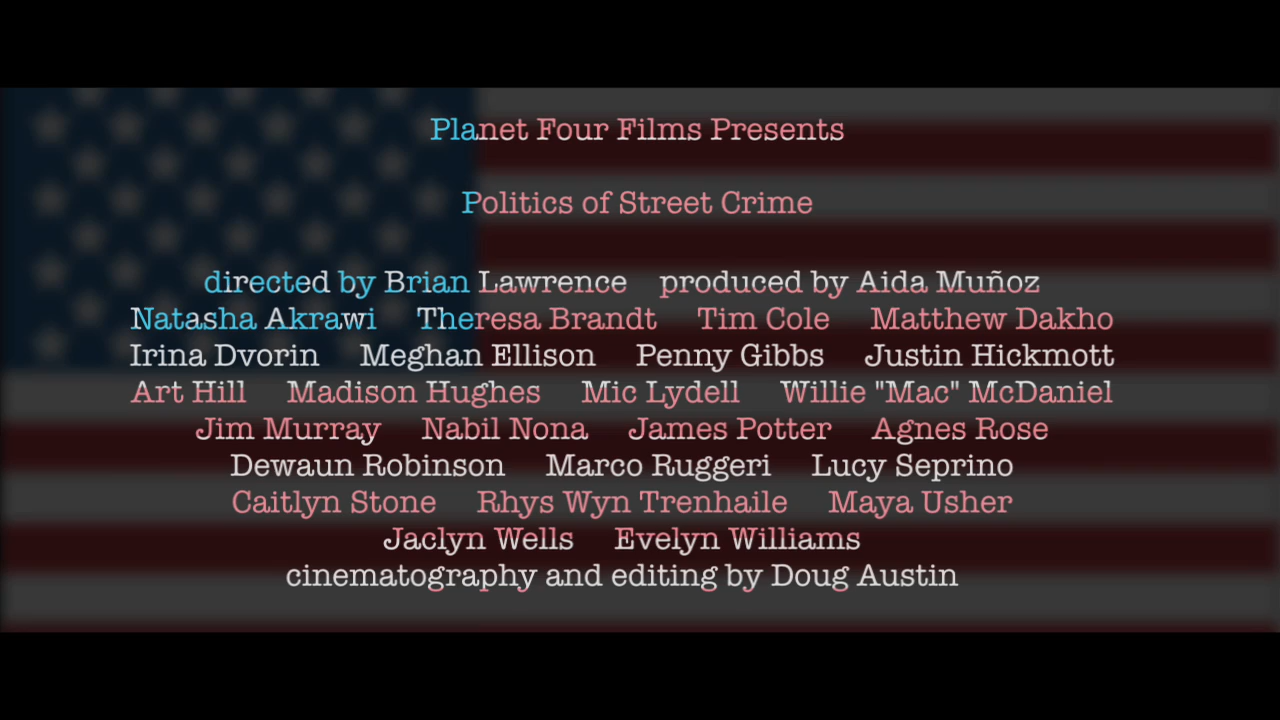 Planet Four Films Presents
Politics of Street Crime
directed by Brian Lawrence produced by Aida Muñoz
Natasha Akrawi Theresa Brandt Tim Cole Matthew Dakho
Irina Dvorin Meghan Ellison Penny Gibbs Justin Hickmott
Art Hill Madison Hughes Mic Lydell Willie "Mac" McDaniel
Jim Murray Nabil Nona James Potter Agnes Rose
Dewaun Robinson Marco Ruggeri Lucy Seprino
Caitlyn Stone Rhys Wyn Trenhaile Maya Usher
Jaclyn Wells Evelyn Williams
cinematography and editing by Doug Austin